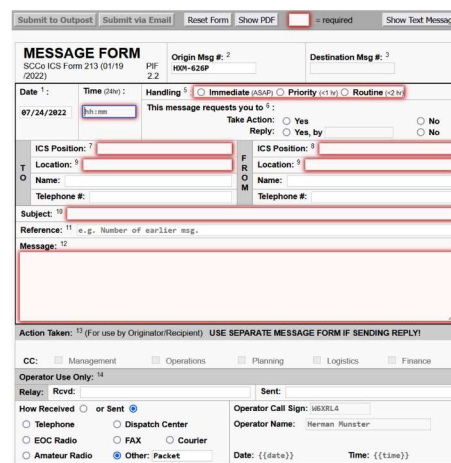 Submit to Outpost Submit via Email Reset Form Show PDF = required Show Text Messag
MESSAGE FORM
SCCo ICS Form 213 (01/19 /2022) PIF 2.2
Origin Msg #: 2
HXM-626P
Destination Msg #: 3
Date 1 : Time (24hr) : Handling 5 : Immediate (ASAP) Priority (<1 hr) Routine (<2 hr)
07/24/2022 hh:mm This message requests you to 6 :
Take Action: Yes No
Reply: Yes, by No
TO FROM
ICS Position: 7 ICS Position: 8
Location: 9 Location: 9
Name: Name:
Telephone #: Telephone #:
Subject: 10
Reference: 11 e.g. Number of earlier msg.
Message: 12
Action Taken: 13 (For use by Originator/Recipient) USE SEPARATE MESSAGE FORM IF SENDING REPLY!
CC: Management Operations Planning Logistics Finance
Operator Use Only: 14
Relay: Rcvd: Sent:
How Received or Sent Operator Call Sign: W6XRL4
Telephone Dispatch Center Operator Name: Herman Munster
EOC Radio FAX Courier
Amateur Radio Other: Packet Date: {{date}} Time: {{time}}